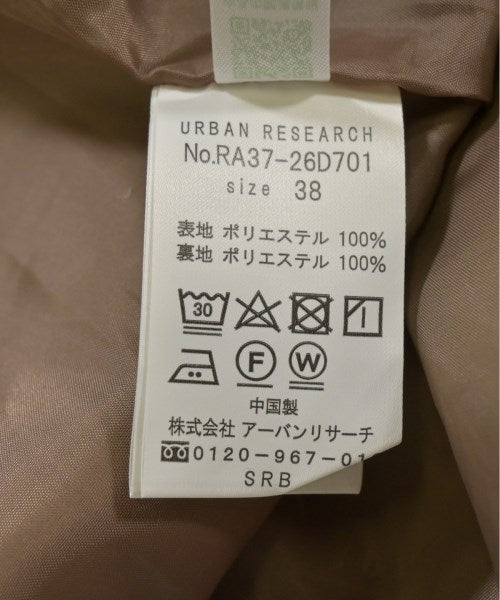 URBAN RESEARCH
No.RA37-26D701
size 38
表地 ポリエステル 100%
裏地 ポリエステル 100%
30
F W
中国製
株式会社 アーバンリサーチ
0120-967-01
SRB